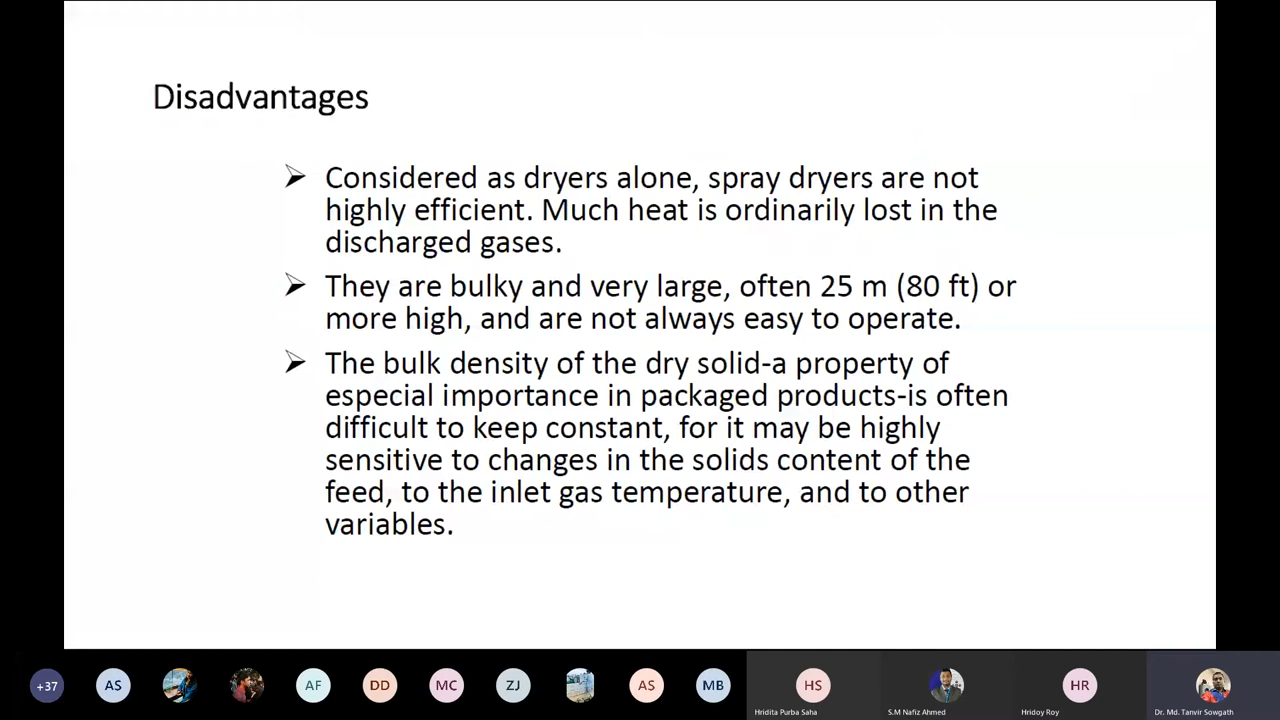 Disadvantages
➢ Considered as dryers alone, spray dryers are not
highly efficient. Much heat is ordinarily lost in the
discharged gases.
➢ They are bulky and very large, often 25 m (80 ft) or
more high, and are not always easy to operate.
➢ The bulk density of the dry solid-a property of
especial importance in packaged products-is often
difficult to keep constant, for it may be highly
sensitive to changes in the solids content of the
feed, to the inlet gas temperature, and to other
variables.
+37 AS AF DD MC ZJ AS MB HS HR
Hridita Purba Saha S.M Nafiz Ahmed Hridoy Roy Dr. Md. Tanvir Sowgath